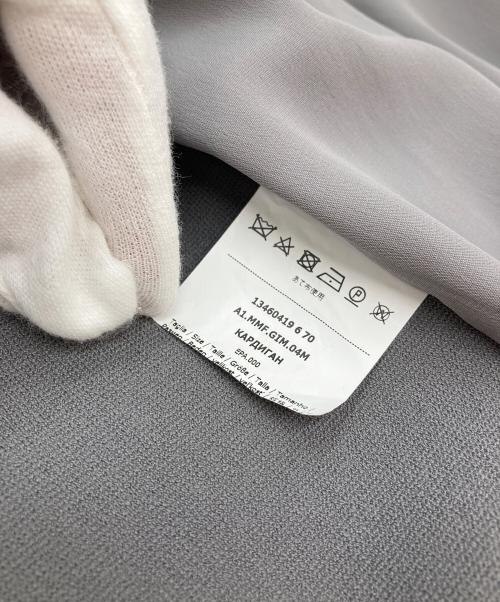 あて布使用
13460419 6 70
A1.MMF.GIM.04M
КАРДИГАН
EPA.000
Taglia / Size / Taille / Größe / Talla / Tamanho /